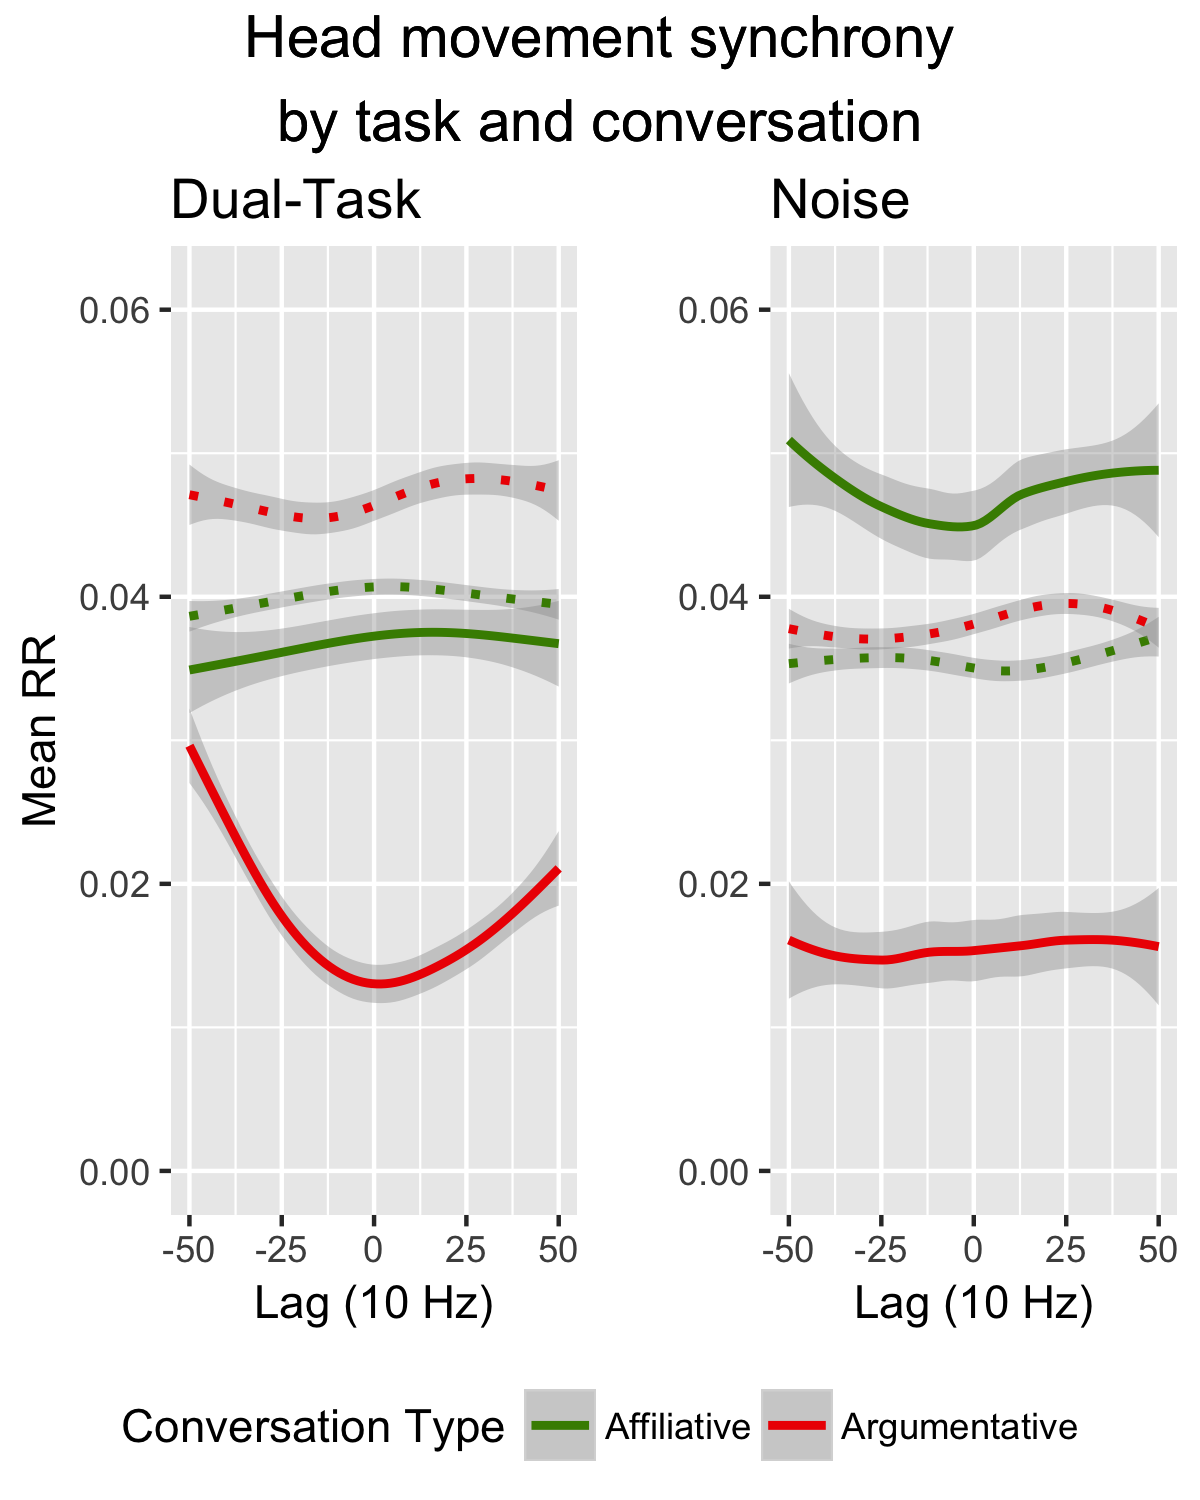 Head movement synchrony
by task and conversation
Dual-Task
Noise
Mean RR
0.06
0.04
0.02
0.00
-50 -25 0 25 50
Lag (10 Hz)
0.06
0.04
0.02
0.00
-50 -25 0 25 50
Lag (10 Hz)
Conversation Type Affiliative Argumentative